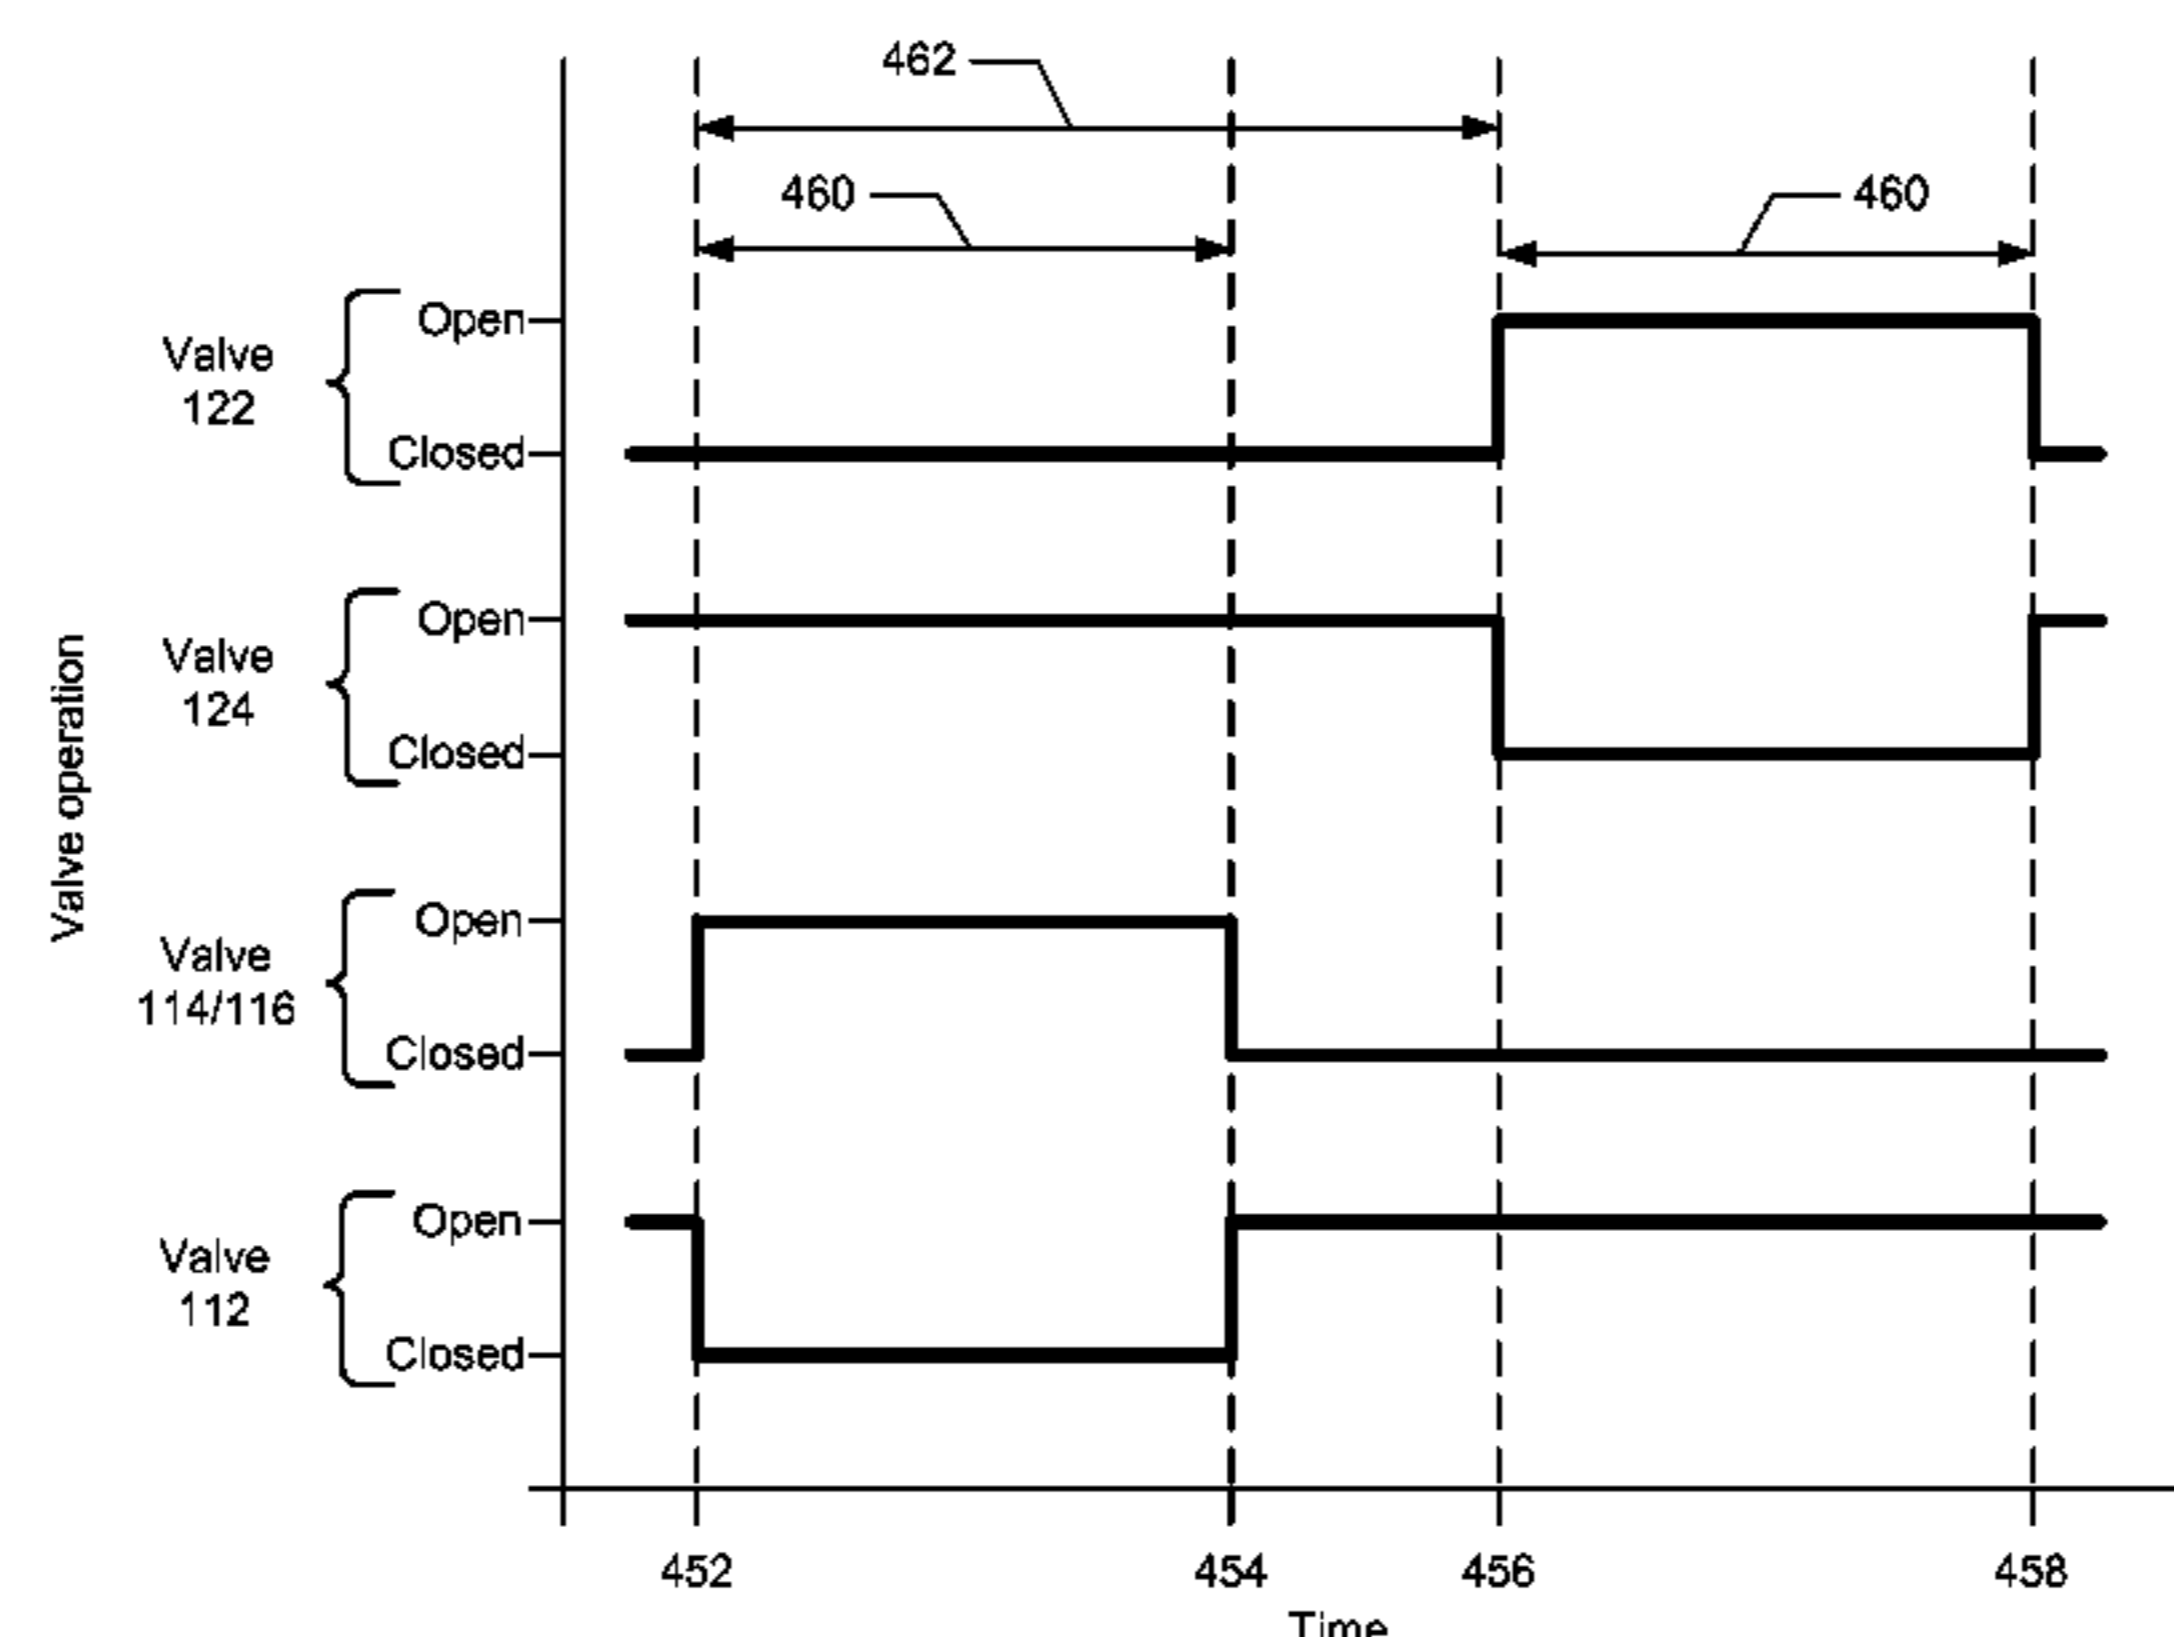 462
460
460
Open
Valve
122
Closed
Open
Valve
124
Closed
Valve operation
Open
Valve
114/116
Closed
Open
Valve
112
Closed
452
454
456
458
Time